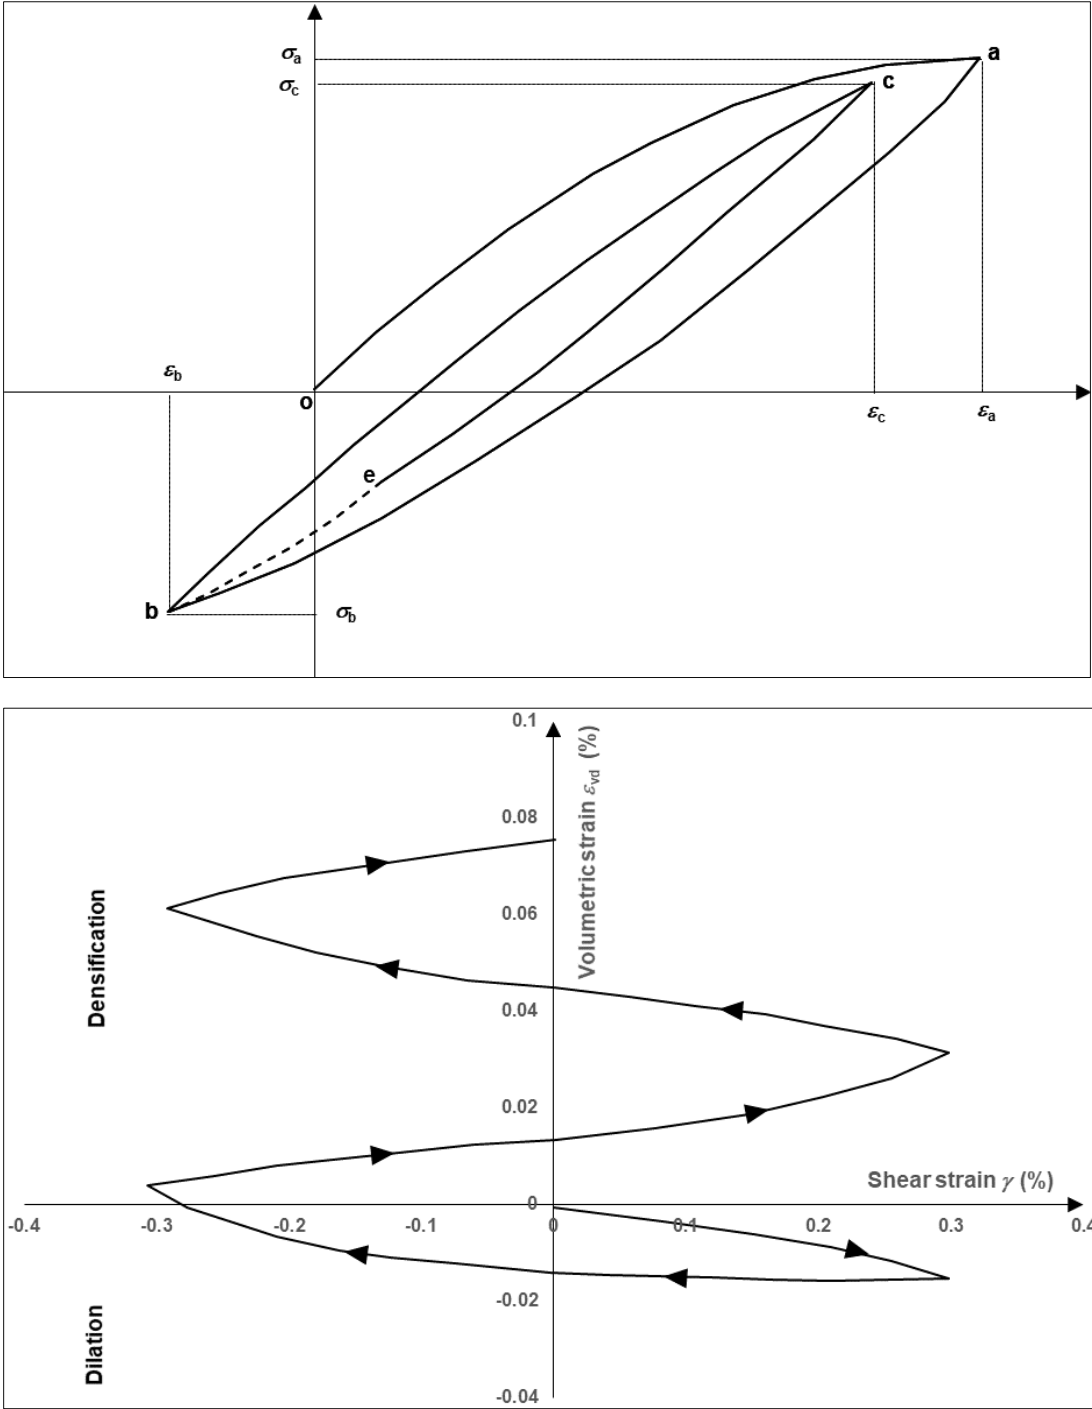 σa
a
σc
c
εb
o
εc
εa
e
b
σb
0.1
Volumetric strain εvd (%)
0.08
0.06
Densification
0.04
0.02
Shear strain γ (%)
0
-0.4
-0.3
-0.2
-0.1
0
0.1
0.2
0.3
0.4
-0.02
Dilation
-0.04